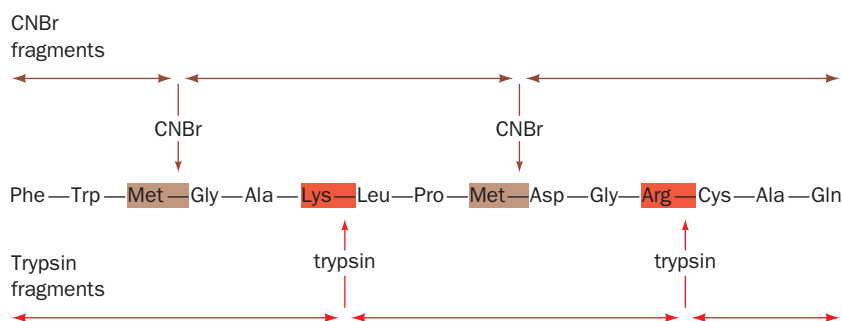 CNBr
fragments
CNBr
CNBr
Phe—Trp—Met—Gly—Ala—Lys—Leu—Pro—Met—Asp—Gly—Arg—Cys—Ala—Gln
Trypsin
fragments
trypsin
trypsin